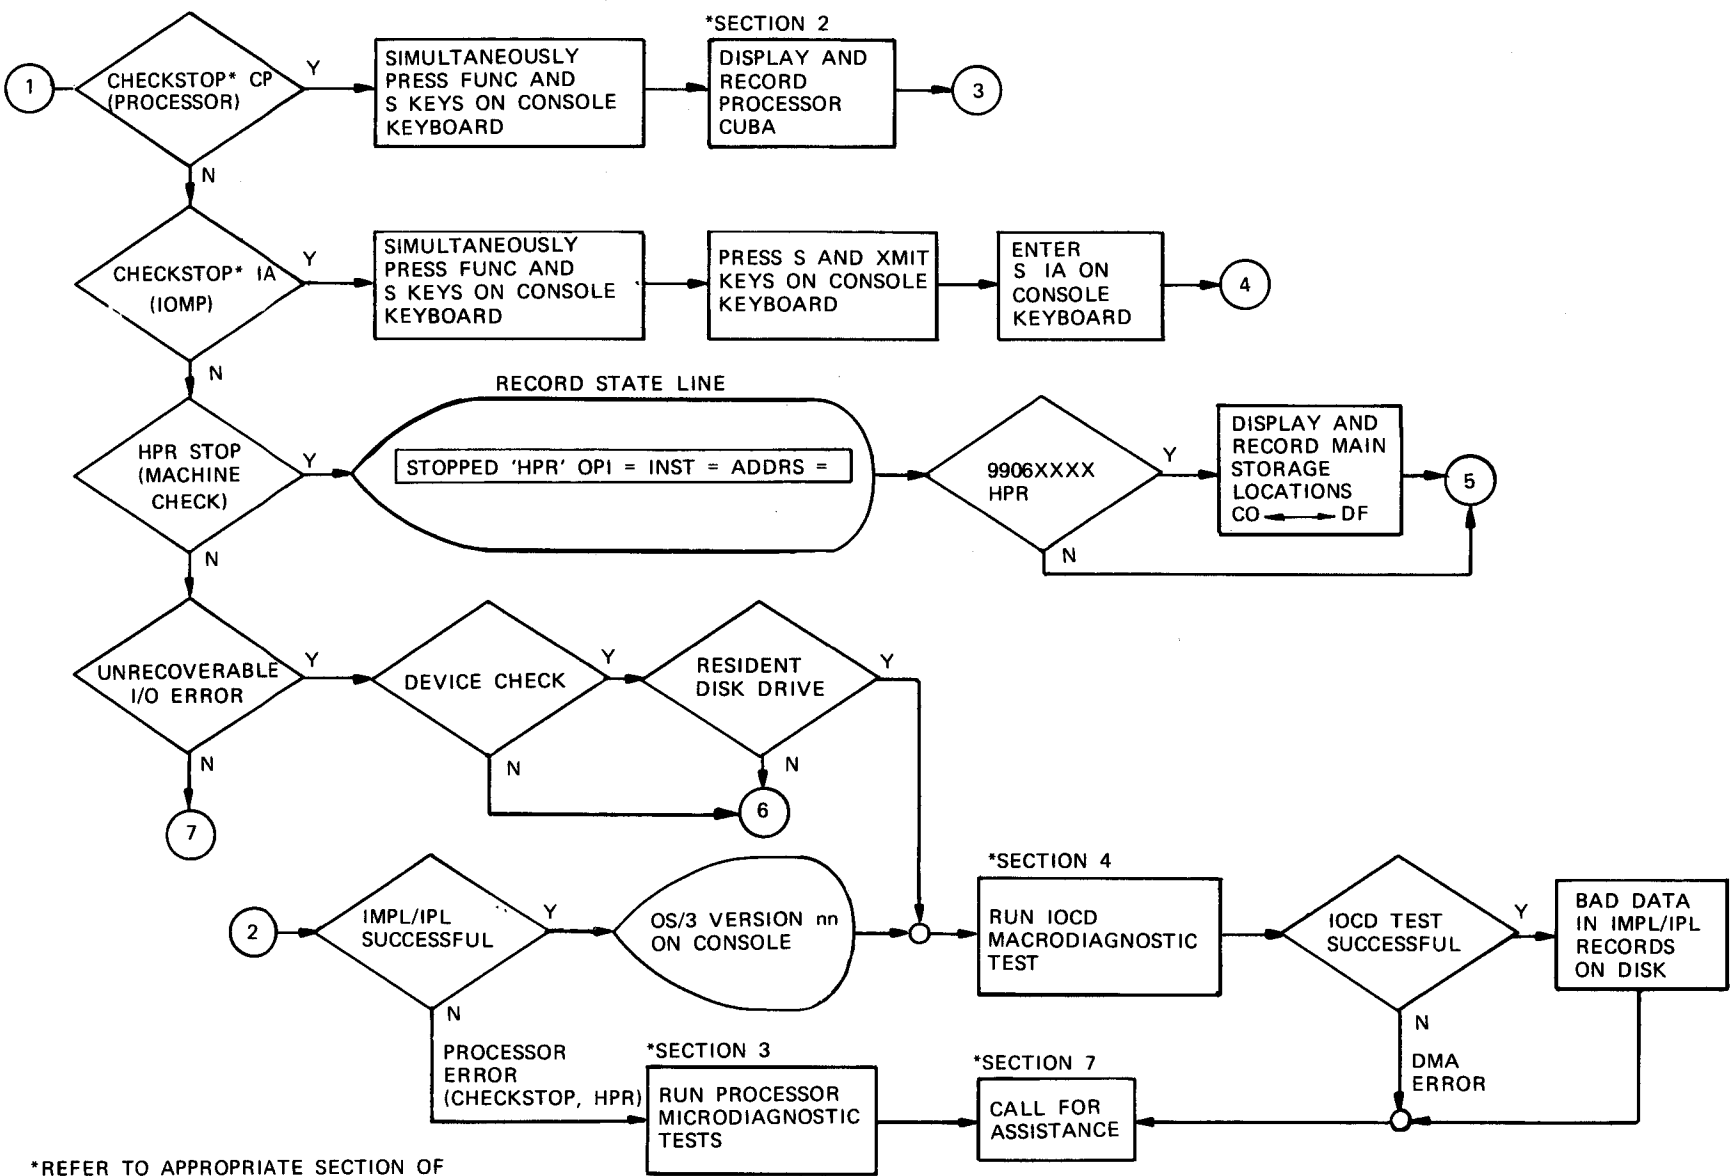 *SECTION 2
1
CHECKSTOP* CP
(PROCESSOR)
Y
SIMULTANEOUSLY
PRESS FUNC AND
S KEYS ON CONSOLE
KEYBOARD
DISPLAY AND
RECORD
PROCESSOR
CUBA
3
N
CHECKSTOP* IA
(IOMP)
Y
SIMULTANEOUSLY
PRESS FUNC AND
S KEYS ON CONSOLE
KEYBOARD
PRESS S AND XMIT
KEYS ON CONSOLE
KEYBOARD
ENTER
S IA ON
CONSOLE
KEYBOARD
4
N
RECORD STATE LINE
HPR STOP
(MACHINE
CHECK)
Y
STOPPED 'HPR' OPI = INST = ADDRS =
9906XXXX
HPR
Y
DISPLAY AND
RECORD MAIN
STORAGE
LOCATIONS
CO DF
5
N
N
UNRECOVERABLE
I/O ERROR
Y
DEVICE CHECK
Y
RESIDENT
DISK DRIVE
Y
N
N
N
7
6
2
IMPL/IPL
SUCCESSFUL
Y
OS/3 VERSION nn
ON CONSOLE
*SECTION 4
RUN IOCD
MACRODIAGNOSTIC
TEST
IOCD TEST
SUCCESSFUL
Y
BAD DATA
IN IMPL/IPL
RECORDS
ON DISK
N
PROCESSOR
ERROR
(CHECKSTOP, HPR)
*SECTION 3
RUN PROCESSOR
MICRODIAGNOSTIC
TESTS
*SECTION 7
CALL FOR
ASSISTANCE
N
DMA
ERROR
*REFER TO APPROPRIATE SECTION OF